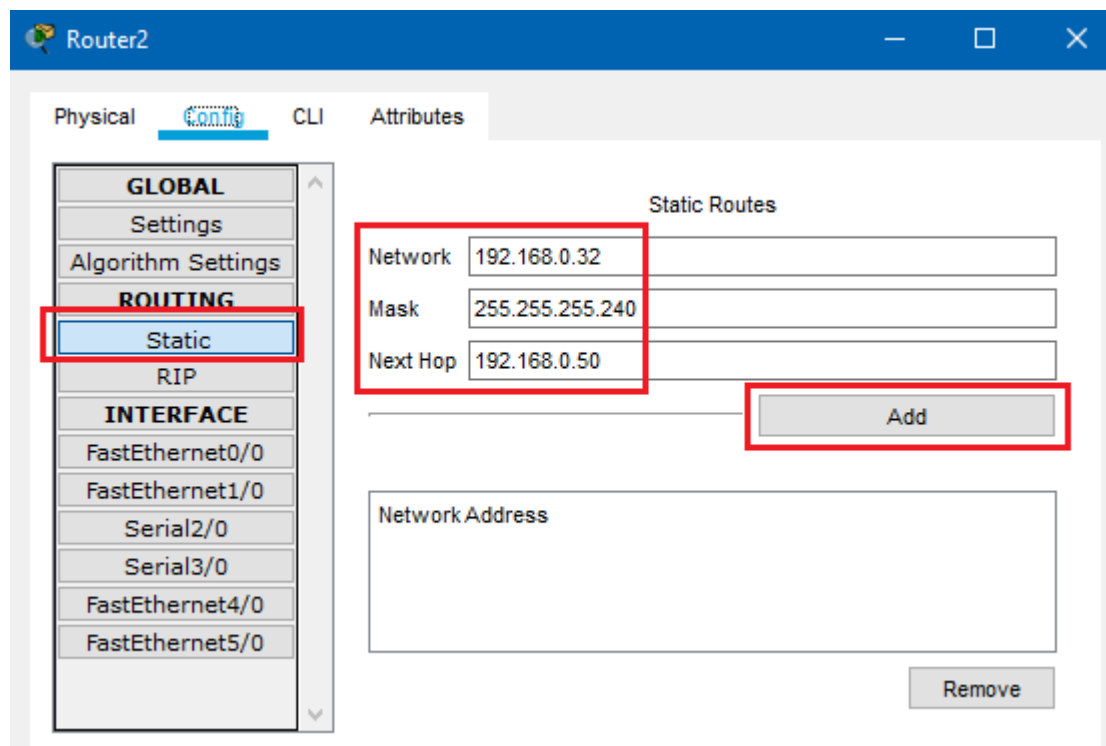 Router2
Physical Config CLI Attributes
GLOBAL
Settings
Algorithm Settings
ROUTING
Static
RIP
INTERFACE
FastEthernet0/0
FastEthernet1/0
Serial2/0
Serial3/0
FastEthernet4/0
FastEthernet5/0
Static Routes
Network 192.168.0.32
Mask 255.255.255.240
Next Hop 192.168.0.50
Add
Network Address
Remove